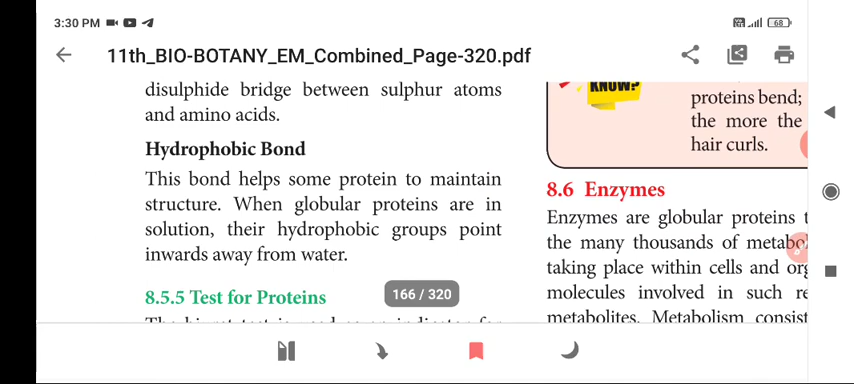 3:30 PM
68
11th_BIO-BOTANY_EM_Combined_Page-320.pdf
disulphide bridge between sulphur atoms
and amino acids.
Hydrophobic Bond
This bond helps some protein to maintain
structure. When globular proteins are in
solution, their hydrophobic groups point
inwards away from water.
8.5.5 Test for Proteins
166 / 320
KNOW?
proteins bend;
the more the
hair curls.
8.6 Enzymes
Enzymes are globular proteins t
the many thousands of metabo
taking place within cells and org
molecules involved in such re
metabolites. Metabolism consist